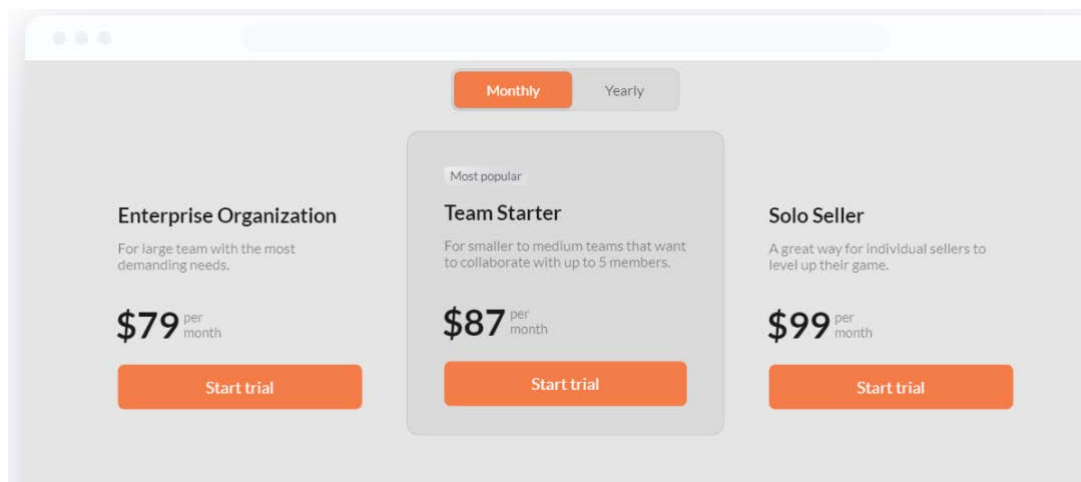 Monthly
Yearly
Enterprise Organization
For large team with the most
demanding needs.
$79 per
month
Start trial
Most popular
Team Starter
For smaller to medium teams that want
to collaborate with up to 5 members.
$87 per
month
Start trial
Solo Seller
A great way for individual sellers to
level up their game.
$99 per
month
Start trial